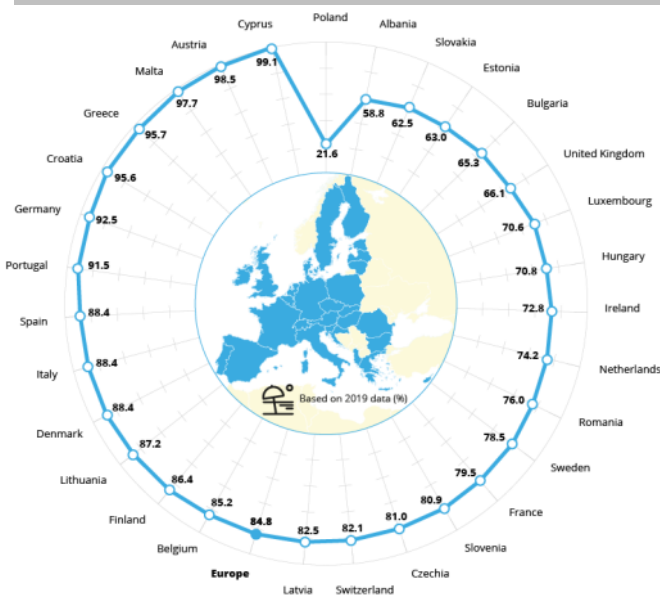 Poland
21.6
Albania
58.8
Slovakia
62.5
Estonia
63.0
Bulgaria
65.3
United Kingdom
66.1
Luxembourg
70.6
Hungary
70.8
Ireland
72.8
Netherlands
74.2
Romania
76.0
Sweden
78.5
France
79.5
Slovenia
80.9
Czechia
81.0
Switzerland
82.1
Latvia
82.5
Europe
84.8
Belgium
85.2
Finland
86.4
Lithuania
87.2
Denmark
88.4
Italy
88.4
Spain
88.4
Portugal
91.5
Germany
92.5
Croatia
95.6
Greece
95.7
Malta
97.7
Austria
98.5
Cyprus
99.1
Based on 2019 data (%)